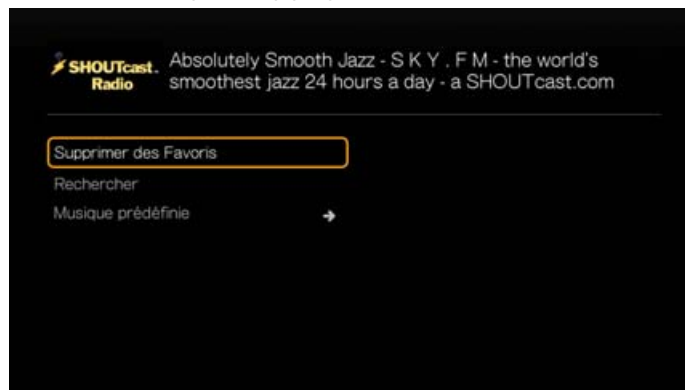 SHOUTcast
Radio
Absolutely Smooth Jazz - S K Y . F M - the world's
smoothest jazz 24 hours a day - a SHOUTcast.com
Supprimer des Favoris
Rechercher
Musique prédéfinie